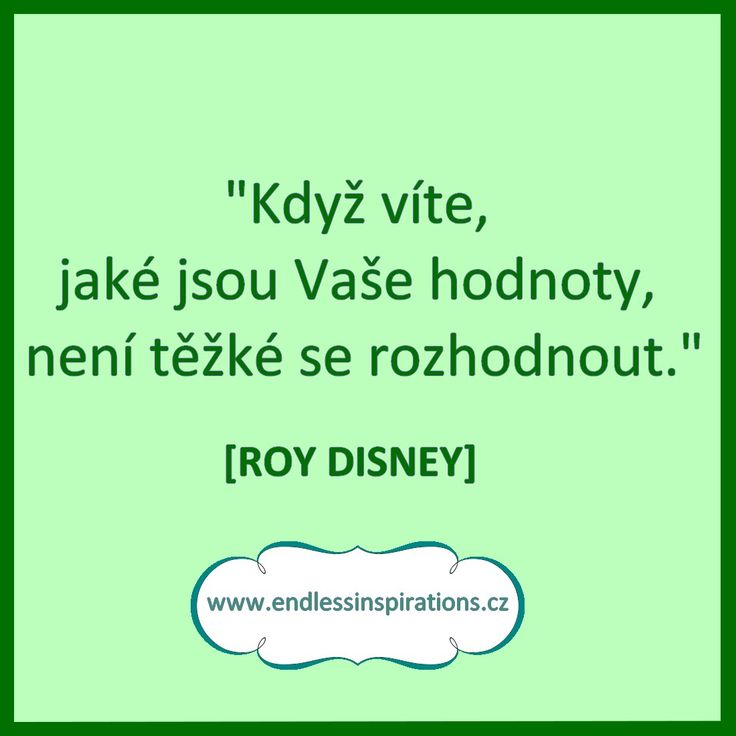 "Když víte,
jaké jsou Vaše hodnoty,
není těžké se rozhodnout."
[ROY DISNEY]
www.endlessinspirations.cz